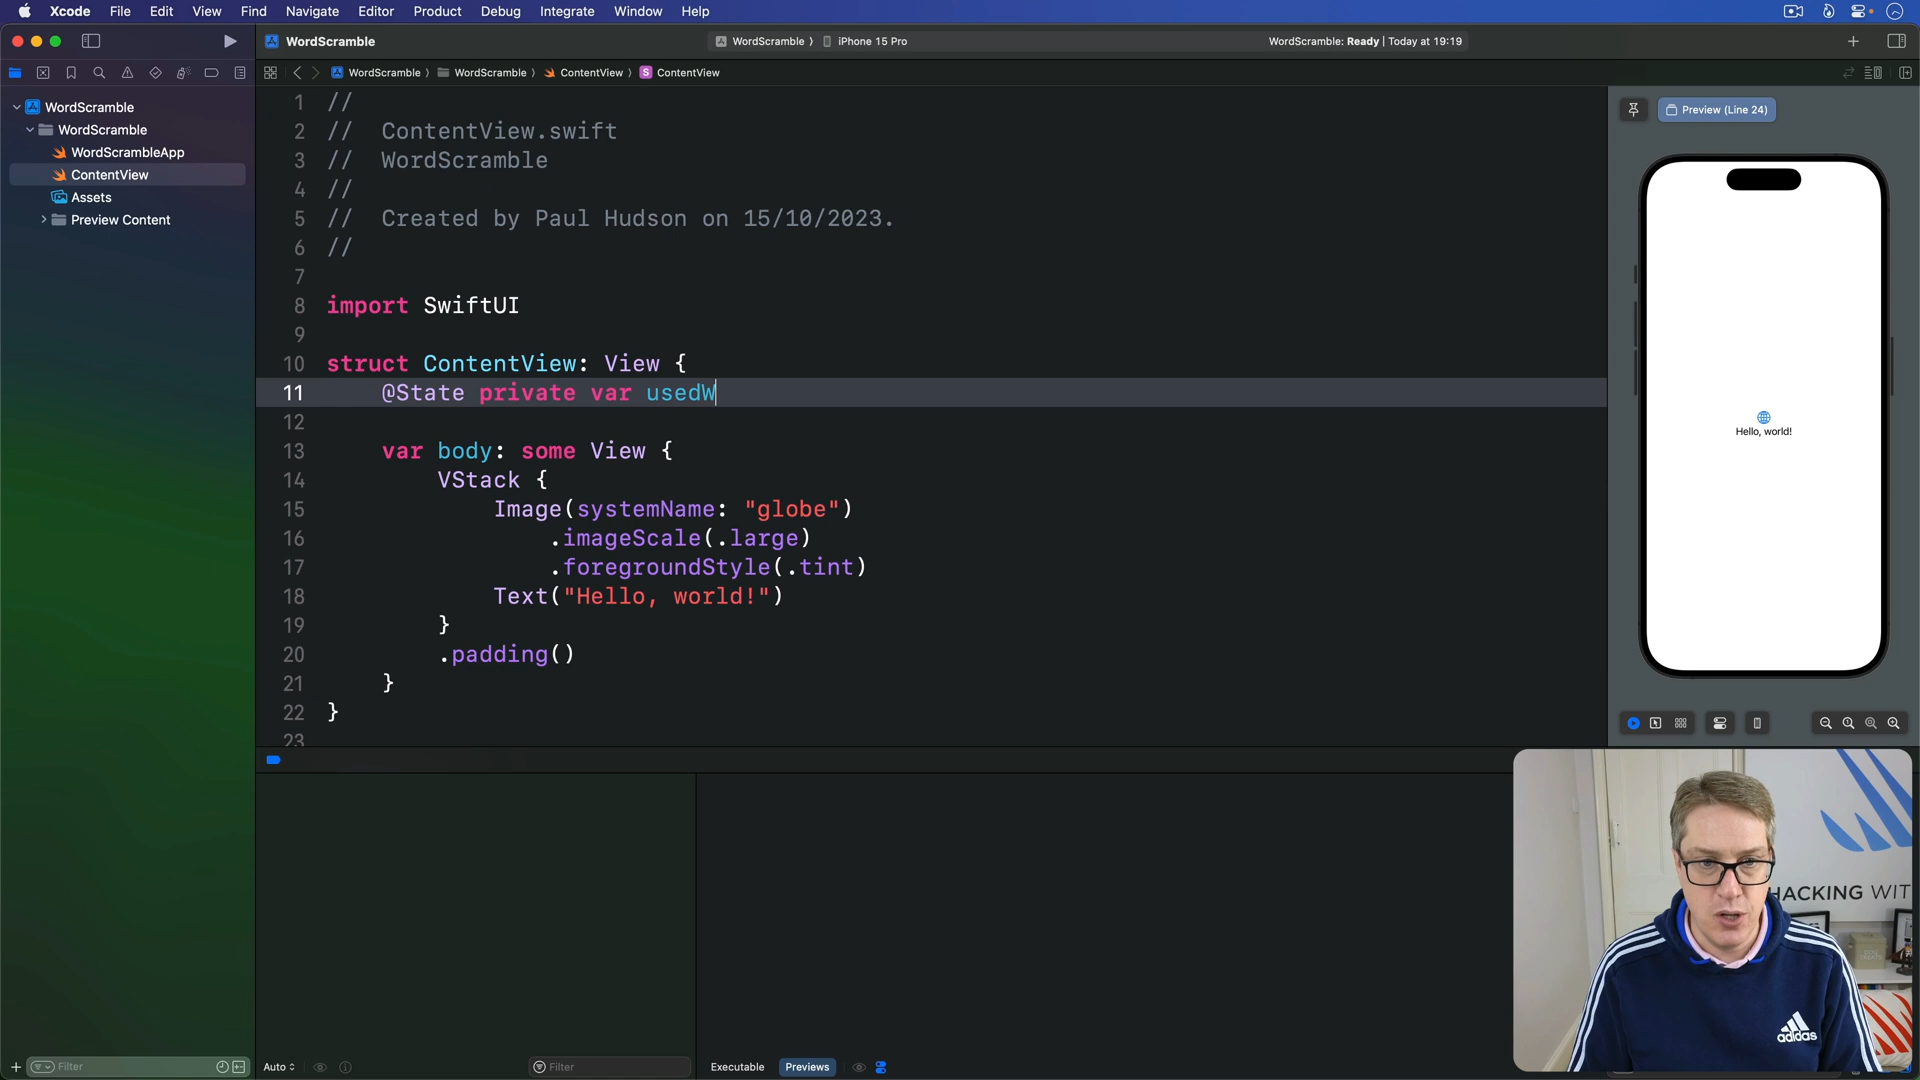 Xcode File Edit View Find Navigate Editor Product Debug Integrate Window Help
WordScramble
WordScramble ⟩ iPhone 15 Pro
WordScramble: Ready | Today at 19:19
WordScramble ⟩ WordScramble ⟩ ContentView ⟩ S ContentView
WordScramble
WordScramble
WordScrambleApp
ContentView
Assets
Preview Content
1 //
2 //  ContentView.swift
3 //  WordScramble
4 //
5 //  Created by Paul Hudson on 15/10/2023.
6 //
7
8 import SwiftUI
9
10 struct ContentView: View {
11     @State private var usedW
12
13     var body: some View {
14         VStack {
15             Image(systemName: "globe")
16                 .imageScale(.large)
17                 .foregroundStyle(.tint)
18             Text("Hello, world!")
19         }
20         .padding()
21     }
22 }
23
Preview (Line 24)
Hello, world!
HACKING WIT
adidas
Filter
Auto
Filter
Executable Previews